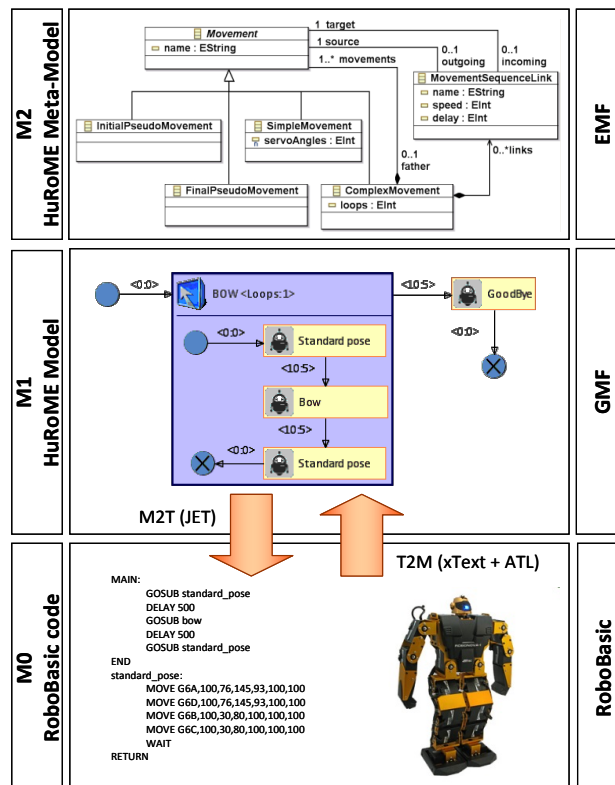 M2
HuRoME Meta-Model
Movement
name : EString
1 target
1 source
1..* movements
0..1
outgoing
0..1
incoming
MovementSequenceLink
name : EString
speed : EInt
delay : EInt
InitialPseudoMovement
SimpleMovement
servoAngles : EInt
0..1
father
0..*links
FinalPseudoMovement
ComplexMovement
loops : EInt
EMF
M1
HuRoME Model
<0:0>
BOW <Loops:1>
<10:5>
GoodBye
<0:0>
<0:0>
Standard pose
<10:5>
Bow
<10:5>
<0:0>
Standard pose
GMF
M2T (JET)
T2M (xText + ATL)
M0
RoboBasic code
MAIN:
GOSUB standard_pose
DELAY 500
GOSUB bow
DELAY 500
GOSUB standard_pose
END
standard_pose:
MOVE G6A,100,76,145,93,100,100
MOVE G6D,100,76,145,93,100,100
MOVE G6B,100,30,80,100,100,100
MOVE G6C,100,30,80,100,100,100
WAIT
RETURN
RoboBasic